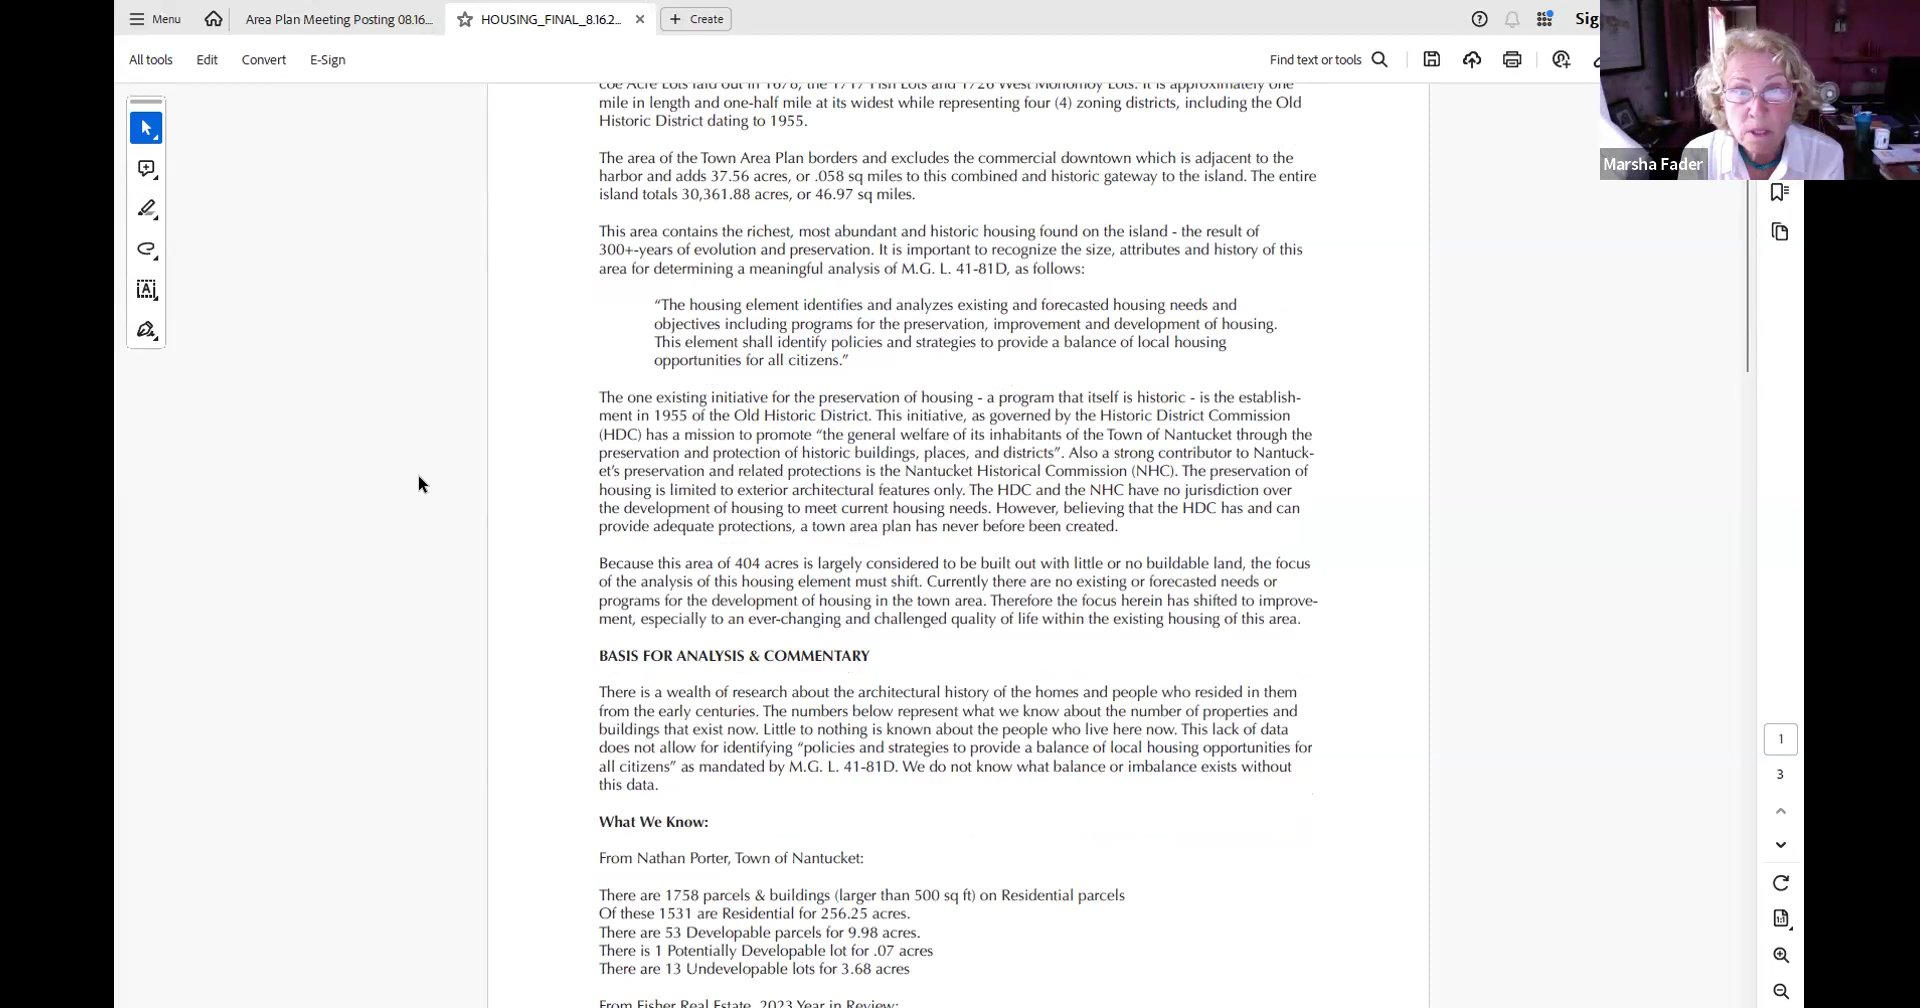 Menu
Area Plan Meeting Posting 08.16...
HOUSING_FINAL_8.16.2...
Create
All tools
Edit
Convert
E-Sign
Find text or tools
Marsha Fader
coe Acre Lots laid out in 1678, the 1717 Fish Lots and 1726 West Monomoy Lots. It is approximately one
mile in length and one-half mile at its widest while representing four (4) zoning districts, including the Old
Historic District dating to 1955.
The area of the Town Area Plan borders and excludes the commercial downtown which is adjacent to the
harbor and adds 37.56 acres, or .058 sq miles to this combined and historic gateway to the island. The entire
island totals 30,361.88 acres, or 46.97 sq miles.
This area contains the richest, most abundant and historic housing found on the island - the result of
300+-years of evolution and preservation. It is important to recognize the size, attributes and history of this
area for determining a meaningful analysis of M.G. L. 41-81D, as follows:
“The housing element identifies and analyzes existing and forecasted housing needs and
objectives including programs for the preservation, improvement and development of housing.
This element shall identify policies and strategies to provide a balance of local housing
opportunities for all citizens.”
The one existing initiative for the preservation of housing - a program that itself is historic - is the establish-
ment in 1955 of the Old Historic District. This initiative, as governed by the Historic District Commission
(HDC) has a mission to promote “the general welfare of its inhabitants of the Town of Nantucket through the
preservation and protection of historic buildings, places, and districts”. Also a strong contributor to Nantuck-
et’s preservation and related protections is the Nantucket Historical Commission (NHC). The preservation of
housing is limited to exterior architectural features only. The HDC and the NHC have no jurisdiction over
the development of housing to meet current housing needs. However, believing that the HDC has and can
provide adequate protections, a town area plan has never before been created.
Because this area of 404 acres is largely considered to be built out with little or no buildable land, the focus
of the analysis of this housing element must shift. Currently there are no existing or forecasted needs or
programs for the development of housing in the town area. Therefore the focus herein has shifted to improve-
ment, especially to an ever-changing and challenged quality of life within the existing housing of this area.
BASIS FOR ANALYSIS & COMMENTARY
There is a wealth of research about the architectural history of the homes and people who resided in them
from the early centuries. The numbers below represent what we know about the number of properties and
buildings that exist now. Little to nothing is known about the people who live here now. This lack of data
does not allow for identifying “policies and strategies to provide a balance of local housing opportunities for
all citizens” as mandated by M.G. L. 41-81D. We do not know what balance or imbalance exists without
this data.
What We Know:
From Nathan Porter, Town of Nantucket:
There are 1758 parcels & buildings (larger than 500 sq ft) on Residential parcels
Of these 1531 are Residential for 256.25 acres.
There are 53 Developable parcels for 9.98 acres.
There is 1 Potentially Developable lot for .07 acres
There are 13 Undevelopable lots for 3.68 acres
From Fisher Real Estate, 2023 Year in Review:
1
3